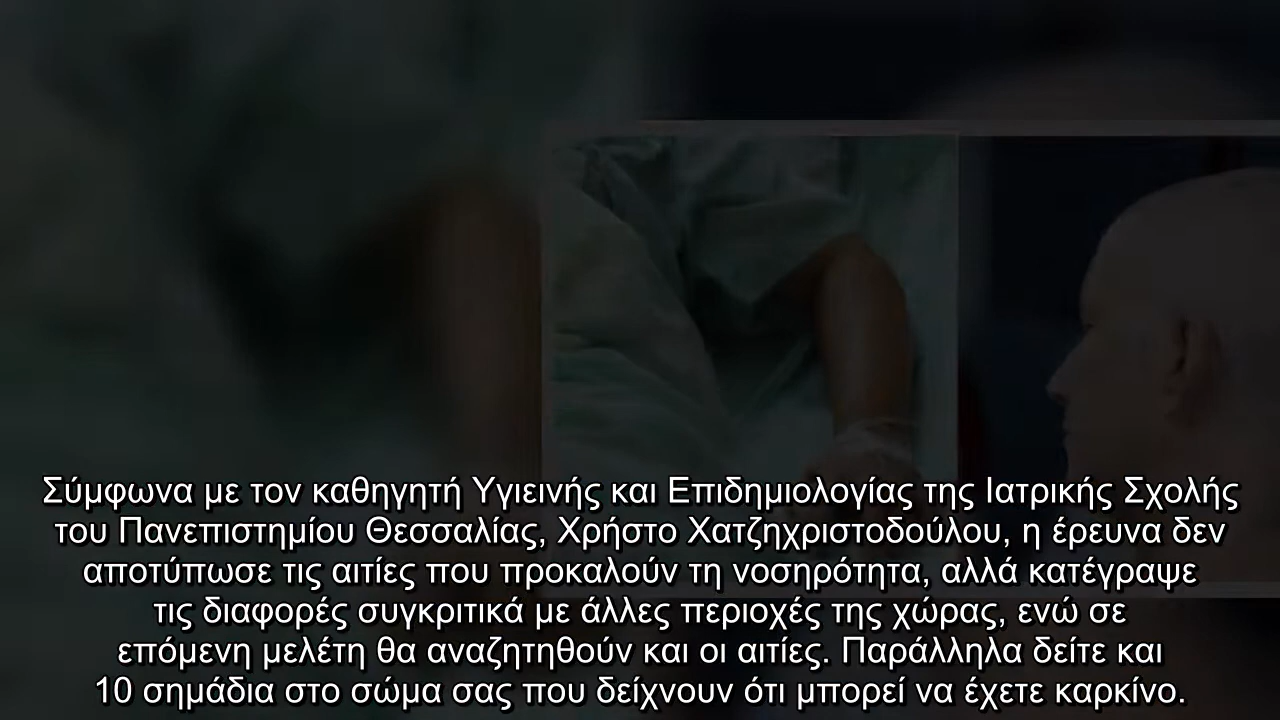 Σύμφωνα με τον καθηγητή Υγιεινής και Επιδημιολογίας της Ιατρικής Σχολής
του Πανεπιστημίου Θεσσαλίας, Χρήστο Χατζηχριστοδούλου, η έρευνα δεν
αποτύπωσε τις αιτίες που προκαλούν τη νοσηρότητα, αλλά κατέγραψε
τις διαφορές συγκριτικά με άλλες περιοχές της χώρας, ενώ σε
επόμενη μελέτη θα αναζητηθούν και οι αιτίες. Παράλληλα δείτε και
10 σημάδια στο σώμα σας που δείχνουν ότι μπορεί να έχετε καρκίνο.